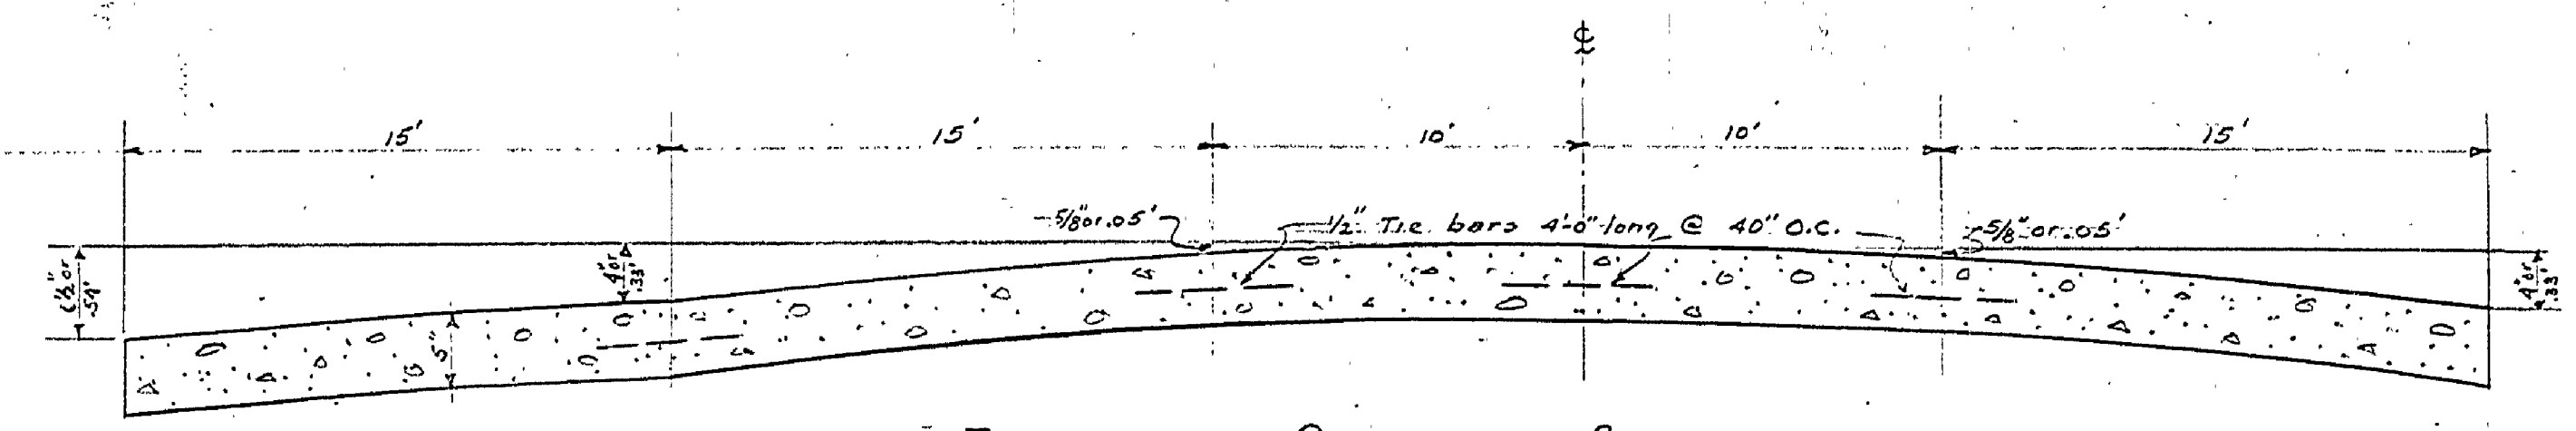 ℄
15' 15' 10' 10' 15'
5/8" or .05' 1/2" Tie bars 4'-0" long @ 40" O.C. 5/8" or .05'
6 1/2" or .54'
4" or .33'
4" or .33'
5"